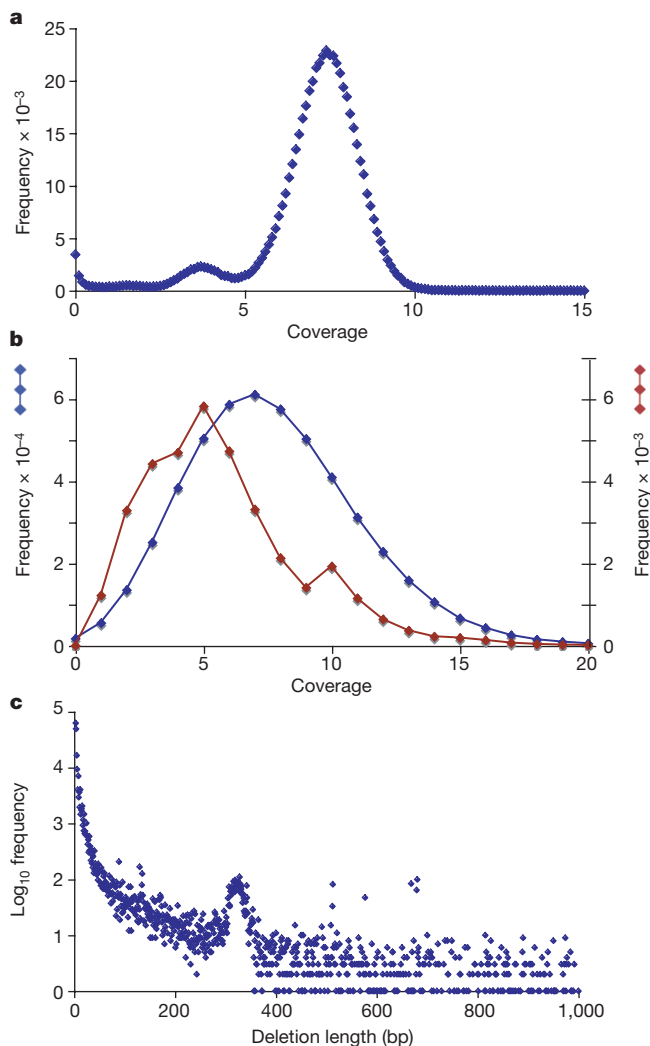 a
25
20
15
10
5
0
Frequency × 10⁻³
0 5 10 15
Coverage
b
6
4
2
0
Frequency × 10⁻⁴
6
4
2
0
Frequency × 10⁻³
0 5 10 15 20
Coverage
c
5
4
3
2
1
0
Log₁₀ frequency
0 200 400 600 800 1,000
Deletion length (bp)